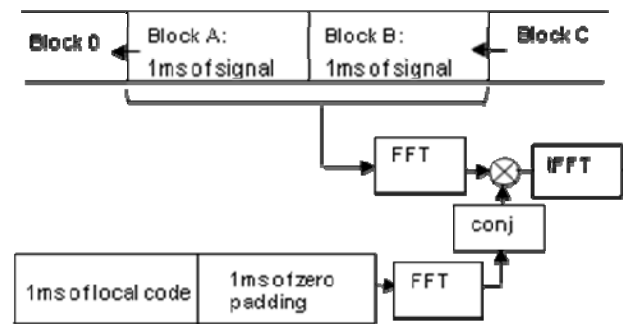 Block 0
Block A:
1ms of signal
Block B:
1ms of signal
Block C
FFT
IFFT
conj
1ms of local code
1ms of zero
padding
FFT